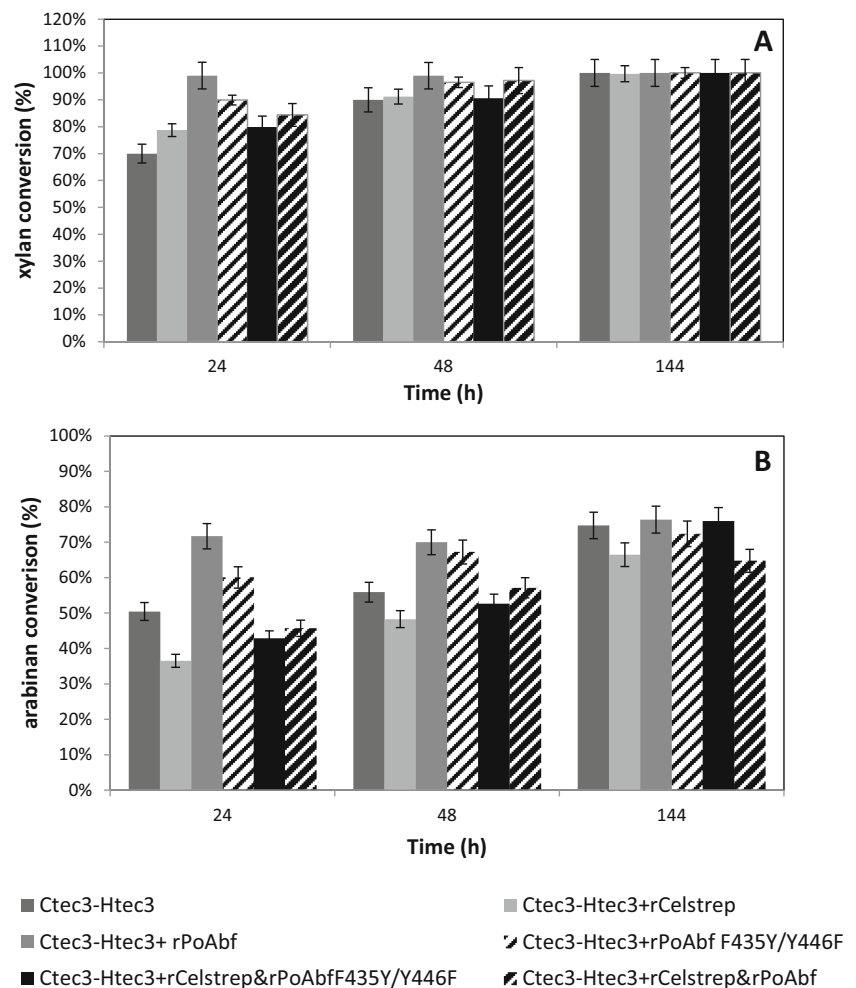 A
120%
110%
100%
90%
80%
70%
60%
50%
40%
30%
20%
10%
0%
xylan conversion (%)
24 48 144
Time (h)
B
100%
90%
80%
70%
60%
50%
40%
30%
20%
10%
0%
arabinan converison (%)
24 48 144
Time (h)
Ctec3-Htec3 Ctec3-Htec3+rCelstrep
Ctec3-Htec3+ rPoAbf Ctec3-Htec3+rPoAbf F435Y/Y446F
Ctec3-Htec3+rCelstrep&rPoAbfF435Y/Y446F Ctec3-Htec3+rCelstrep&rPoAbf